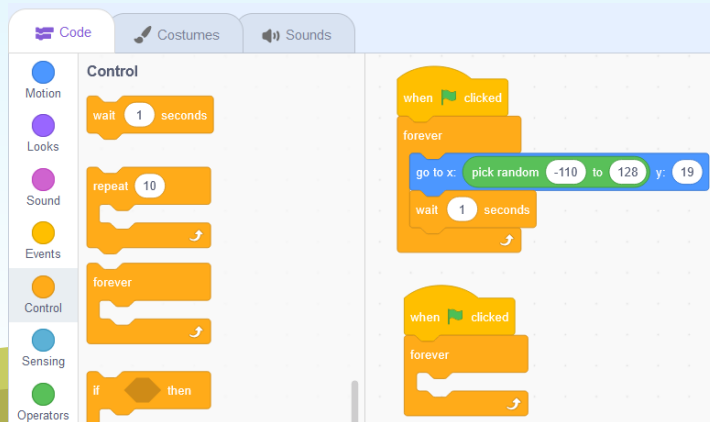 Code
Costumes
Sounds
Motion
Looks
Sound
Events
Control
Sensing
Operators
Control
wait 1 seconds
repeat 10
forever
if then
when clicked
forever
go to x: pick random -110 to 128 y: 19
wait 1 seconds
when clicked
forever